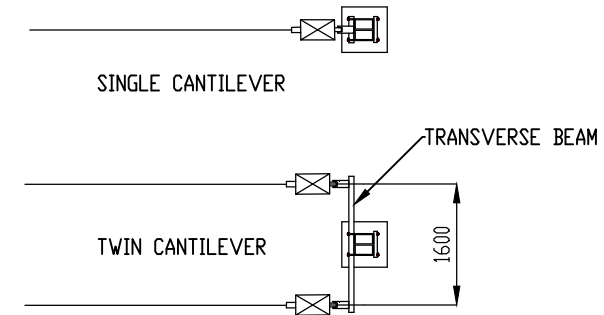 SINGLE CANTILEVER
TRANSVERSE BEAM
TWIN CANTILEVER
1600